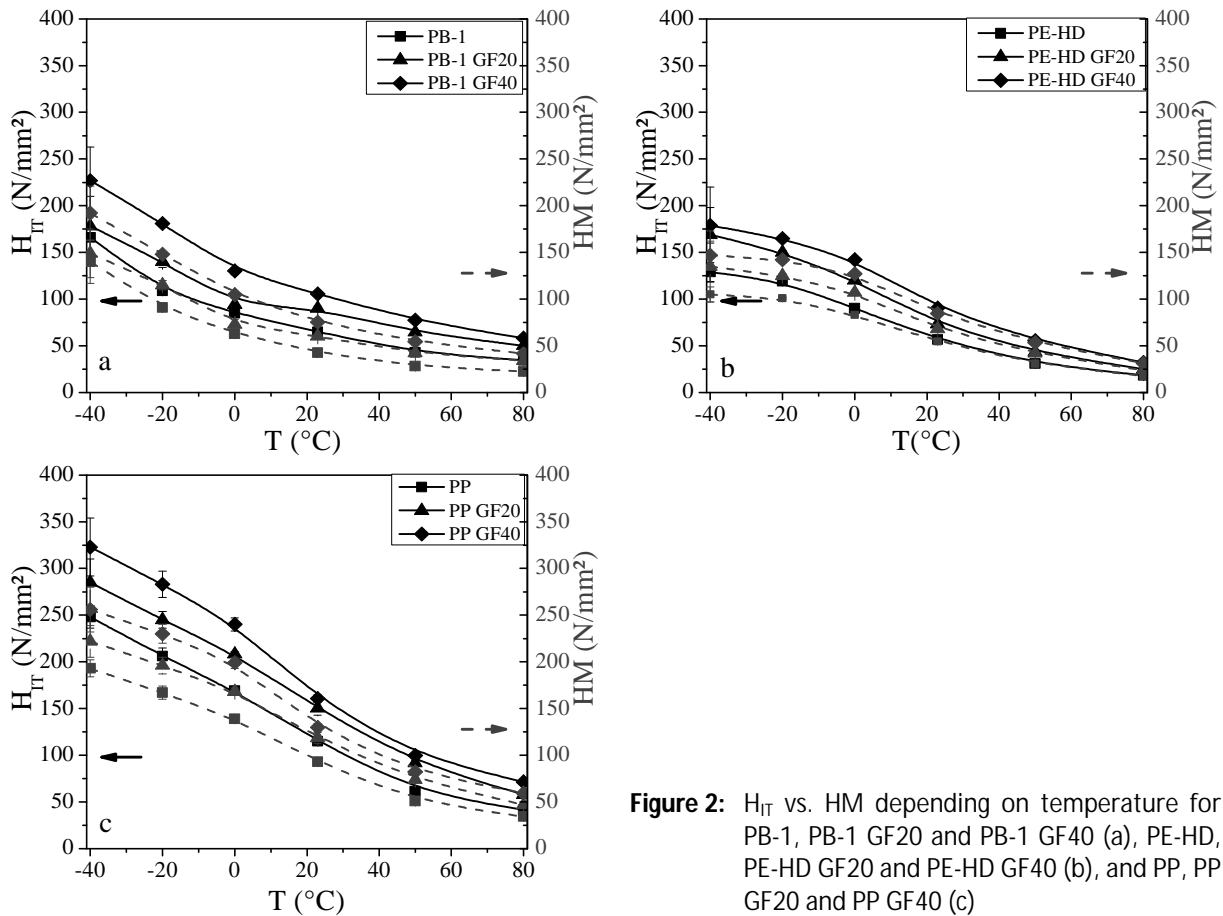 400
350
300
250
200
150
100
50
0
H_IT (N/mm²)
-40 -20 0 20 40 60 80
T (°C)
400
350
300
250
200
150
100
50
0
HM (N/mm²)
PB-1
PB-1 GF20
PB-1 GF40
a
400
350
300
250
200
150
100
50
0
H_IT (N/mm²)
-40 -20 0 20 40 60 80
T(°C)
400
350
300
250
200
150
100
50
0
HM (N/mm²)
PE-HD
PE-HD GF20
PE-HD GF40
b
400
350
300
250
200
150
100
50
0
H_IT (N/mm²)
-40 -20 0 20 40 60 80
T (°C)
400
350
300
250
200
150
100
50
0
HM (N/mm²)
PP
PP GF20
PP GF40
c
Figure 2: H_IT vs. HM depending on temperature for
PB-1, PB-1 GF20 and PB-1 GF40 (a), PE-HD,
PE-HD GF20 and PE-HD GF40 (b), and PP, PP
GF20 and PP GF40 (c)